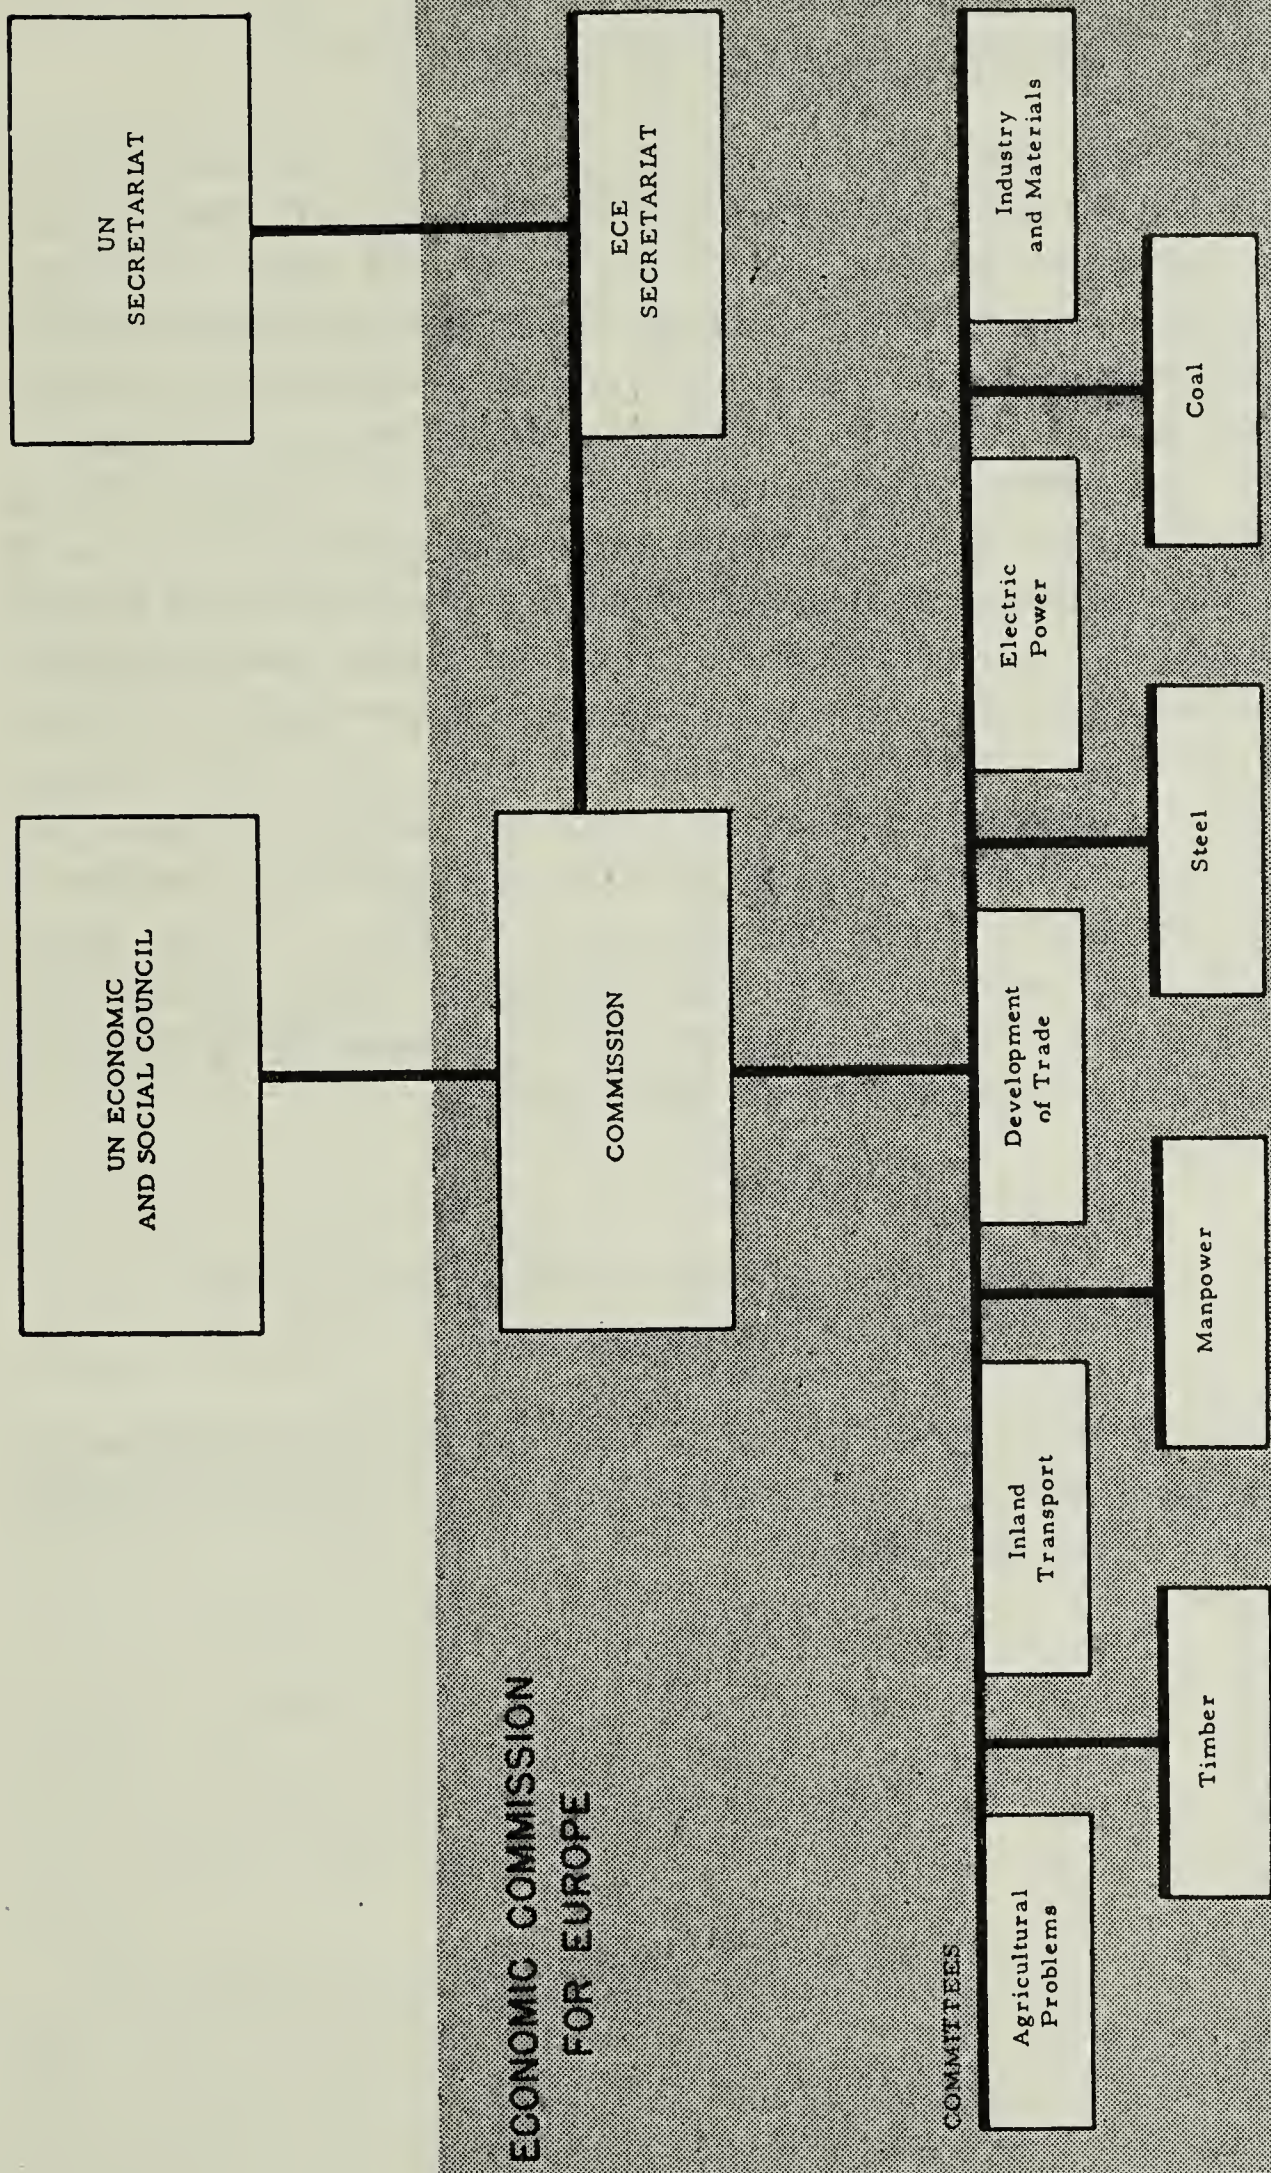 UN ECONOMIC
AND SOCIAL COUNCIL
UN
SECRETARIAT
ECONOMIC COMMISSION
FOR EUROPE
COMMISSION
ECE
SECRETARIAT
COMMITTEES
Agricultural
Problems
Inland
Transport
Development
of Trade
Electric
Power
Industry
and Materials
Timber
Manpower
Steel
Coal